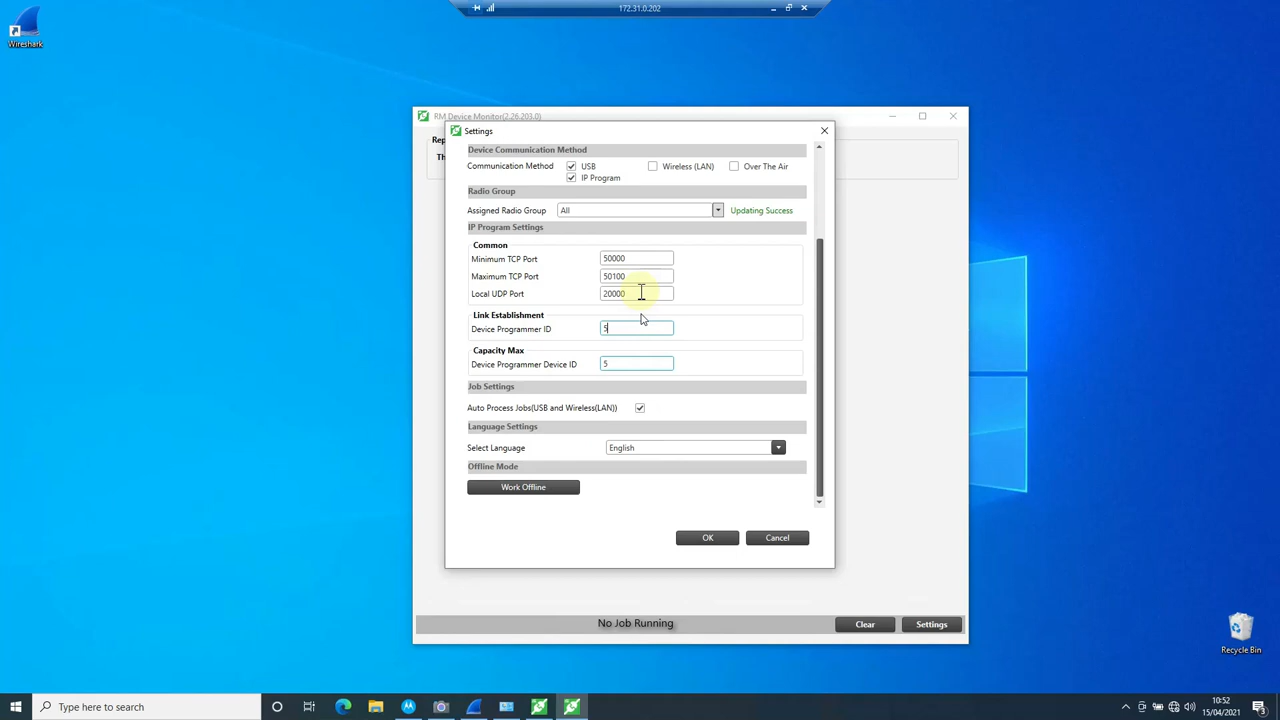 172.31.0.202
Wireshark
RM Device Monitor(2.26.203.0)
Rep
Th
Settings
Device Communication Method
Communication Method USB Wireless (LAN) Over The Air
IP Program
Radio Group
Assigned Radio Group All Updating Success
IP Program Settings
Common
Minimum TCP Port 50000
Maximum TCP Port 50100
Local UDP Port 20000
Link Establishment
Device Programmer ID 5
Capacity Max
Device Programmer Device ID 5
Job Settings
Auto Process Jobs(USB and Wireless(LAN))
Language Settings
Select Language English
Offline Mode
Work Offline
OK Cancel
No Job Running Clear Settings
Recycle Bin
Type here to search
10:52
15/04/2021